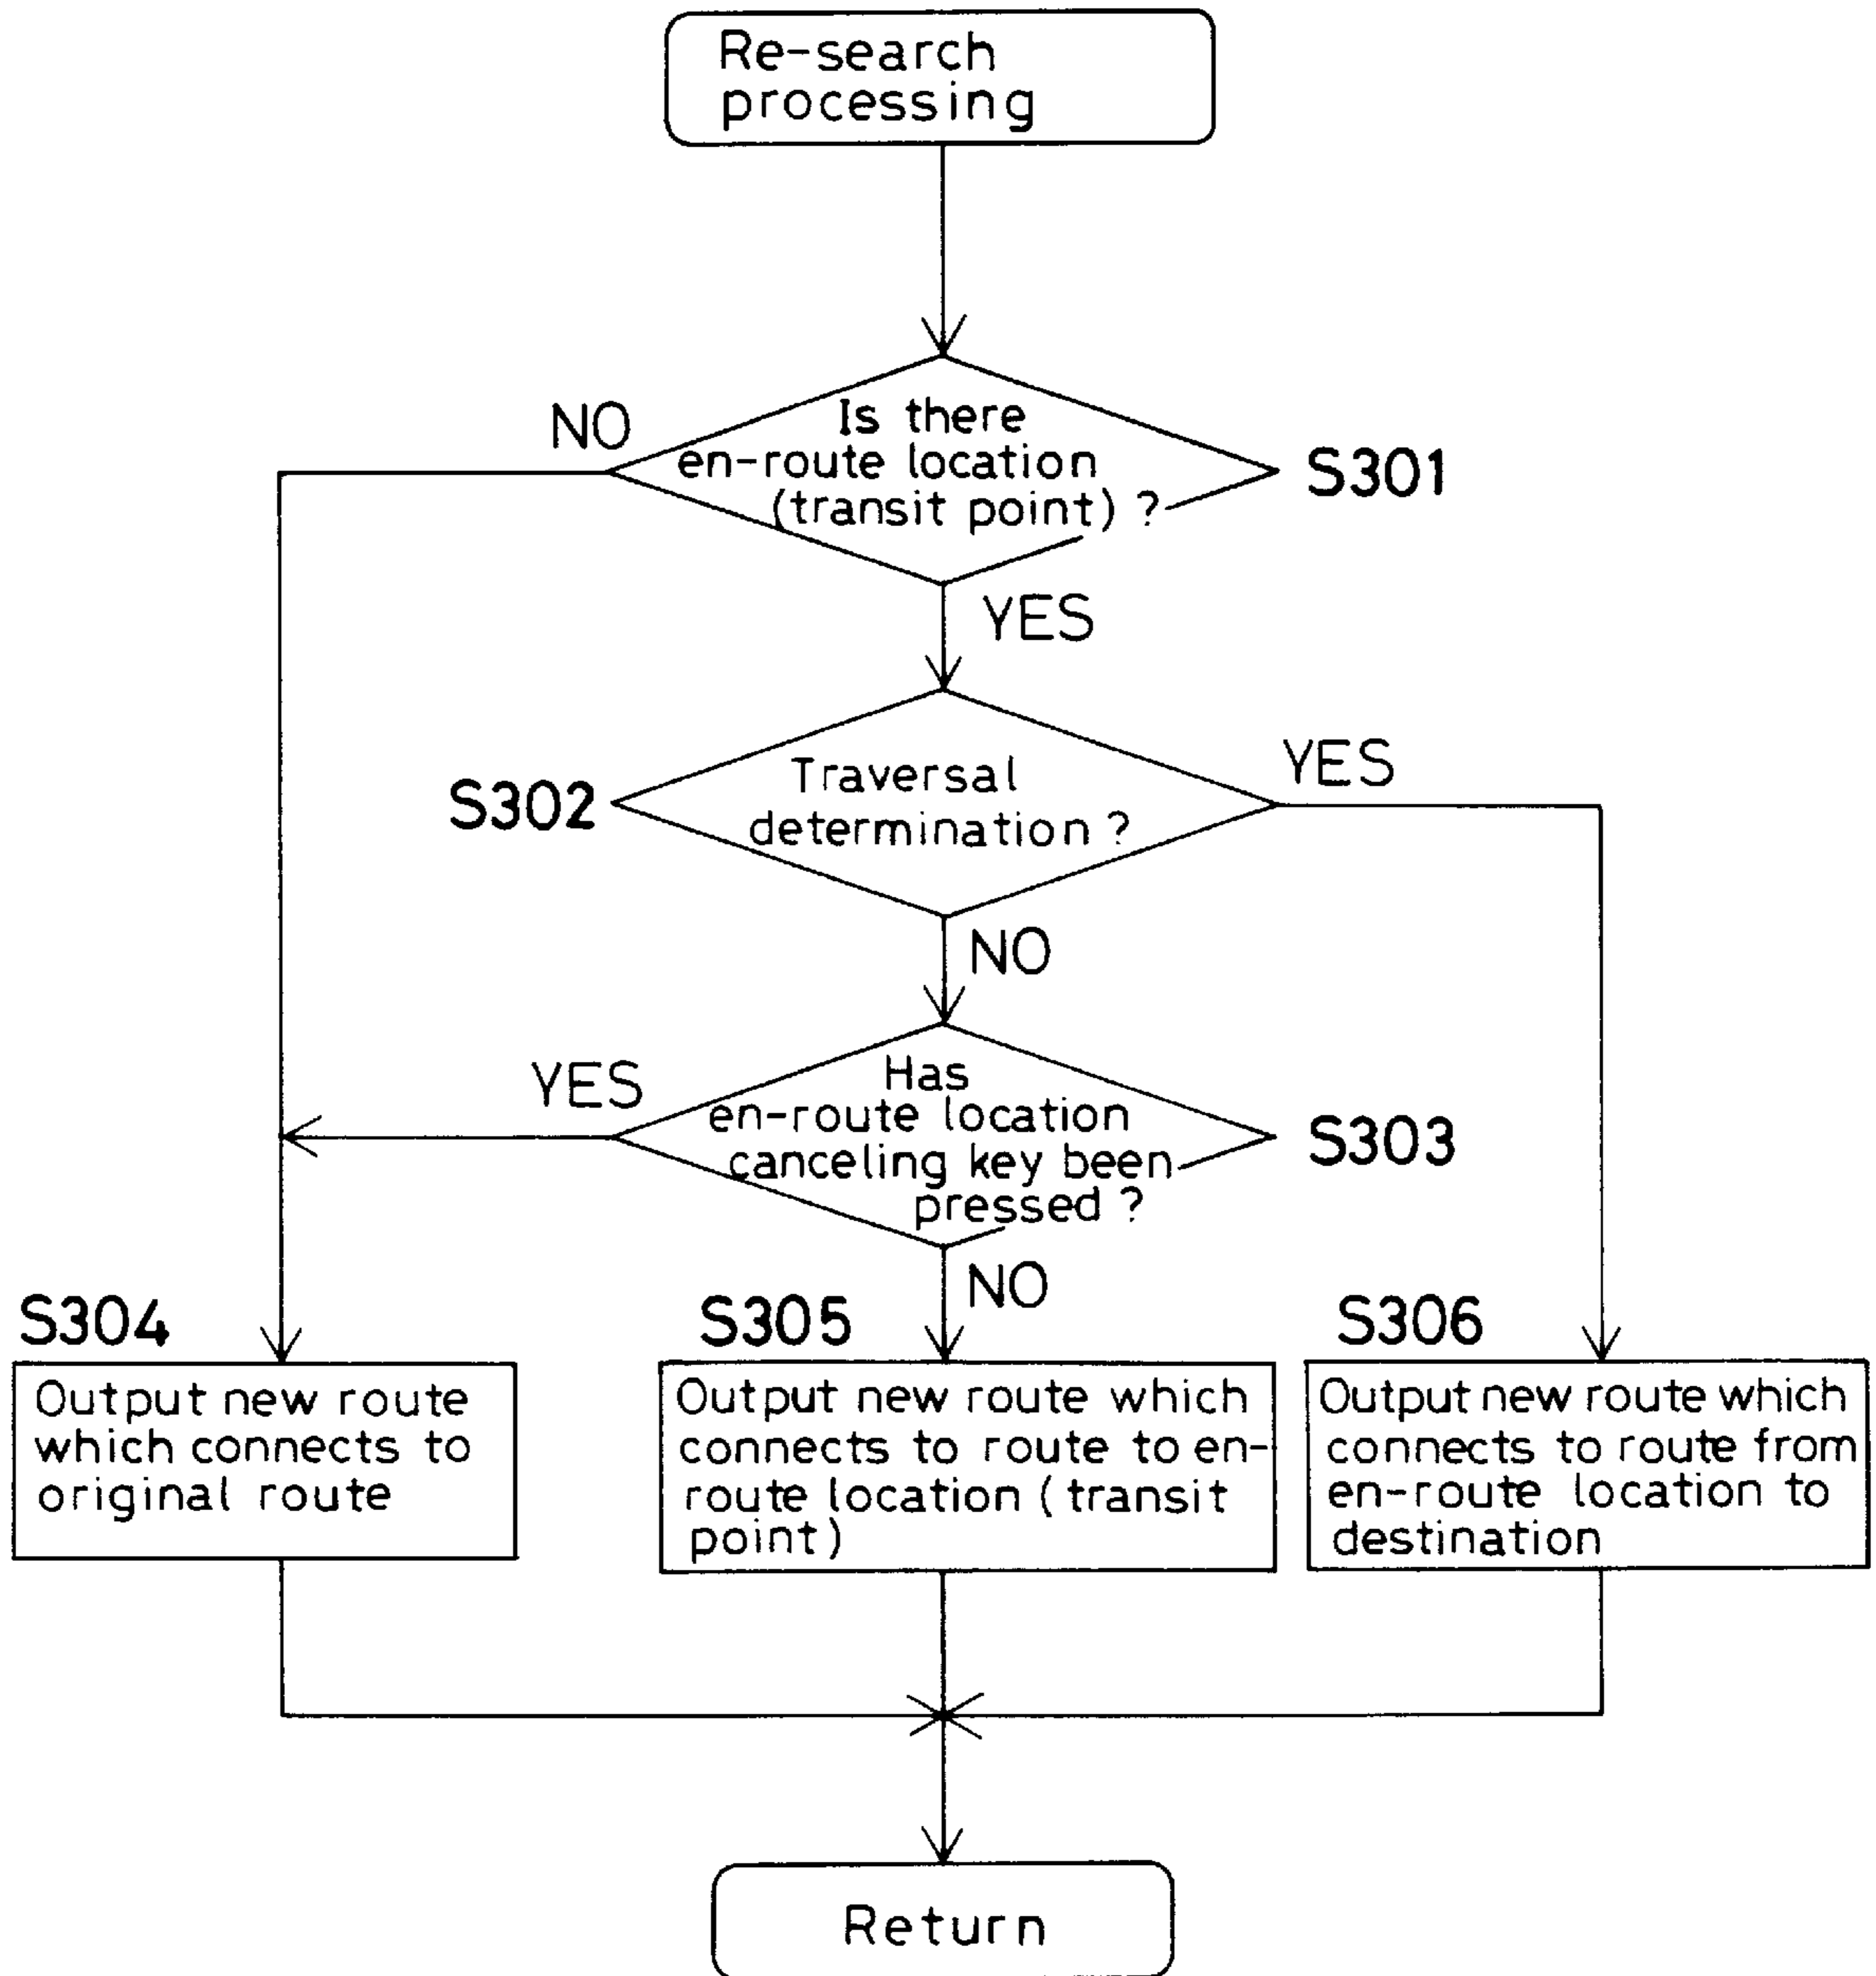 Re-search
processing
NO
Is there
en-route location
(transit point) ?
S301
YES
S302
Traversal
determination ?
YES
NO
YES
Has
en-route location
canceling key been
pressed ?
S303
NO
S304
Output new route
which connects to
original route
S305
Output new route which
connects to route to en-
route location (transit
point)
S306
Output new route which
connects to route from
en-route location to
destination
Return